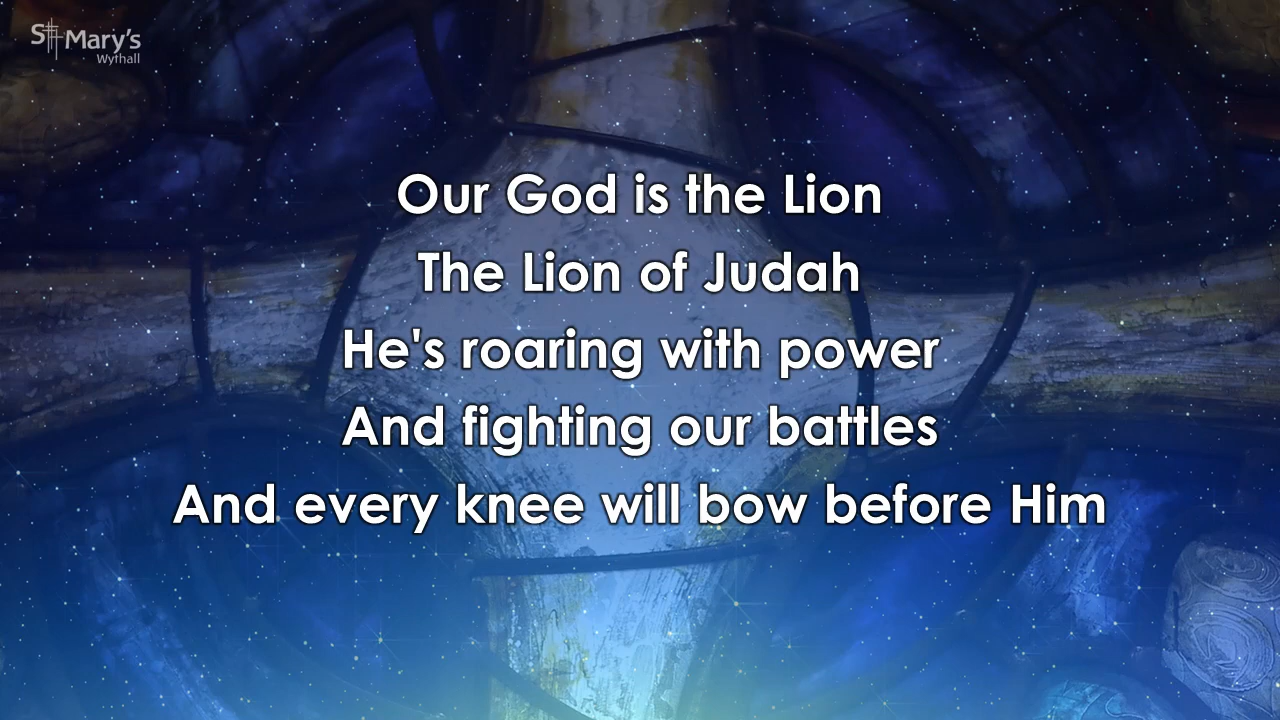 St Mary's
Wythall
Our God is the Lion
The Lion of Judah
He's roaring with power
And fighting our battles
And every knee will bow before Him